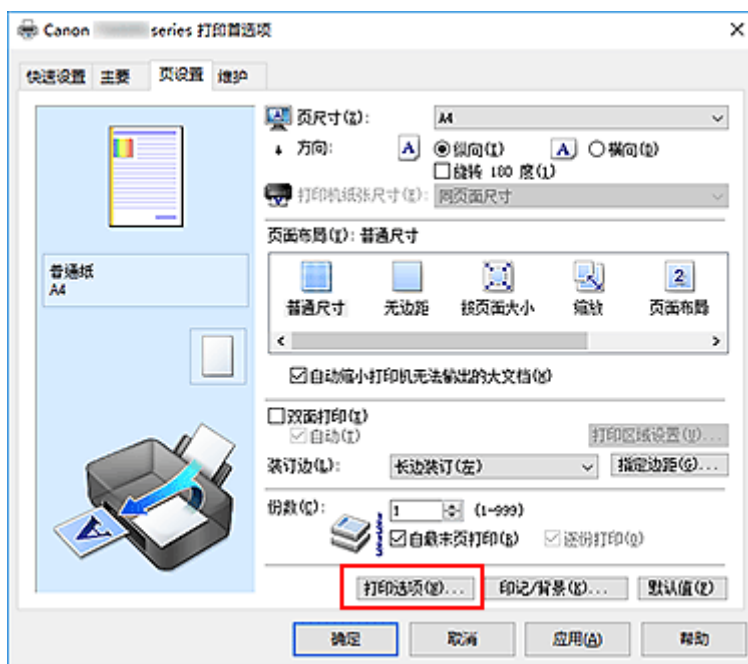 Canon series 打印首选项
快速设置 主要 页设置 维护
页尺寸(Z): A4
方向: A 纵向(I) A 横向(D)
旋转 180 度(1)
打印机纸张尺寸(E): 同页面尺寸
页面布局(Y): 普通尺寸
普通纸
A4
普通尺寸 无边距 按页面大小 缩放 2 页面布局
自动缩小打印机无法输出的大文档(W)
双面打印(X)
自动(T) 打印区域设置(U)...
装订边(L): 长边装订(左) 指定边距(G)...
份数(C): 1 (1-999)
自最末页打印(B) 逐份打印(O)
打印选项(N)... 印记/背景(K)... 默认值(F)
确定 取消 应用(A) 帮助